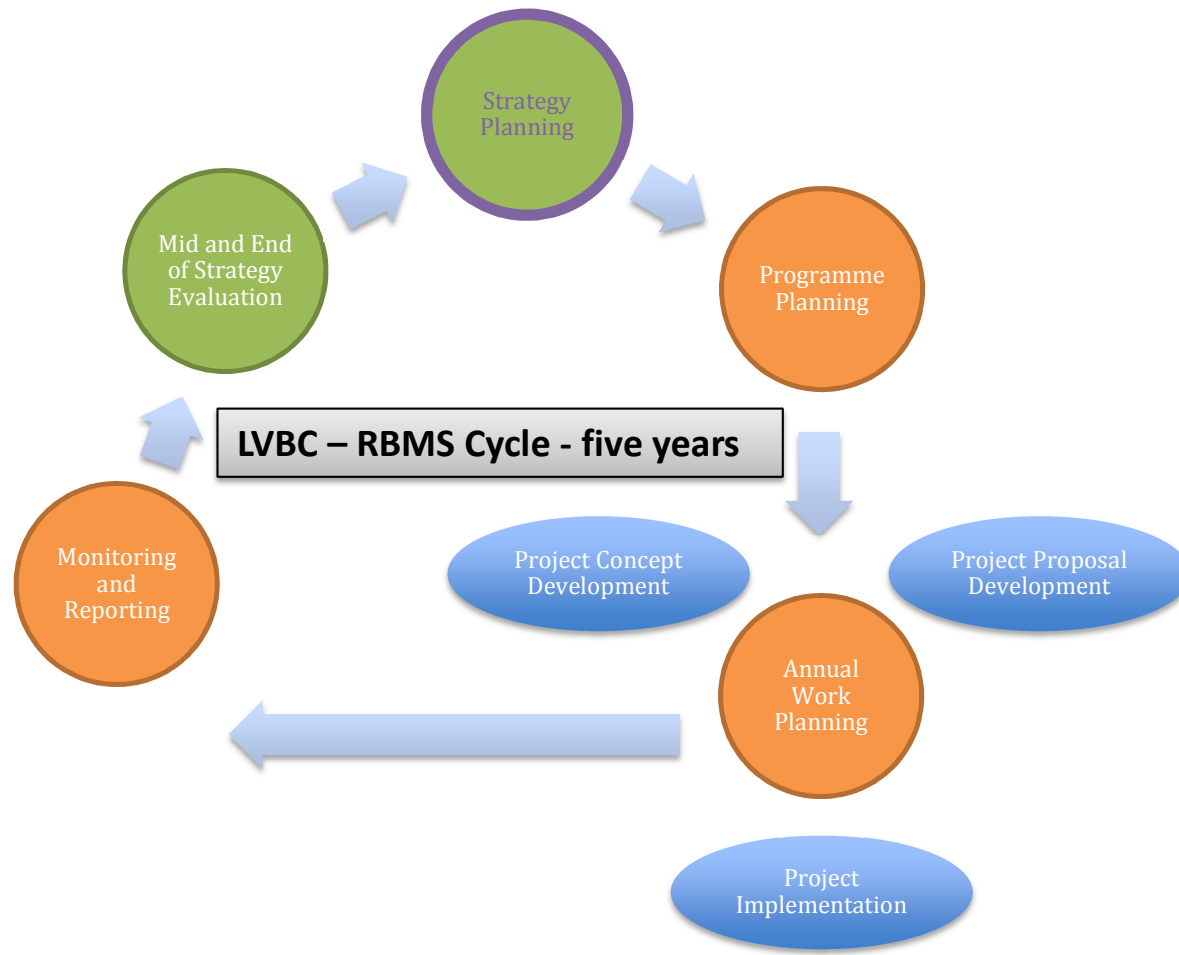 Strategy
Planning
Mid and End
of Strategy
Evaluation
Programme
Planning
LVBC – RBMS Cycle - five years
Monitoring
and
Reporting
Project Concept
Development
Project Proposal
Development
Annual
Work
Planning
Project
Implementation